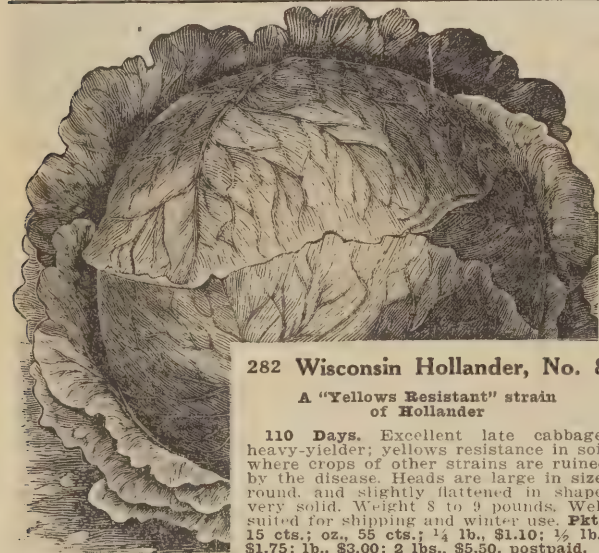 282 Wisconsin Hollander, No. 8
A "Yellows Resistant" strain
of Hollander
110 Days. Excellent late cabbage
heavy-yielder; yellows resistance in soi
where crops of other strains are ruine
by the disease. Heads are large in size
round, and slightly flattened in shape
very solid. Weight 8 to 9 pounds. Wel
suited for shipping and winter use. Pkt.
15 cts.; oz., 55 cts.; ¼ lb., $1.10; ½ lb.
$1.75; lb., $3.00; 2 lbs., $5.50, postpaid.